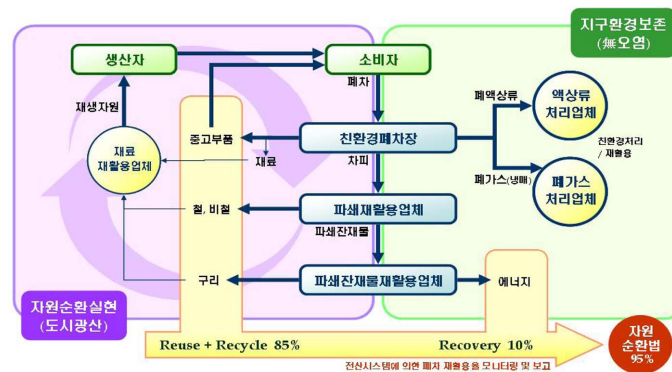 지구환경보존
(無오염)
생산자
소비자
폐차
재생자원
폐액상류
액상류
처리업체
중고부품
친환경폐차장
친환경처리
/ 재활용
재료
재활용업체
재료
차피
폐가스(냉매)
폐가스
처리업체
철, 비철
파쇄재활용업체
파쇄잔재물
구리
파쇄잔재물재활용업체
에너지
자원순환실현
(도시광산)
Reuse + Recycle 85%
Recovery 10%
자원
순환법
95%
전산시스템에 의한 폐차 재활용율 모니터링 및 보고